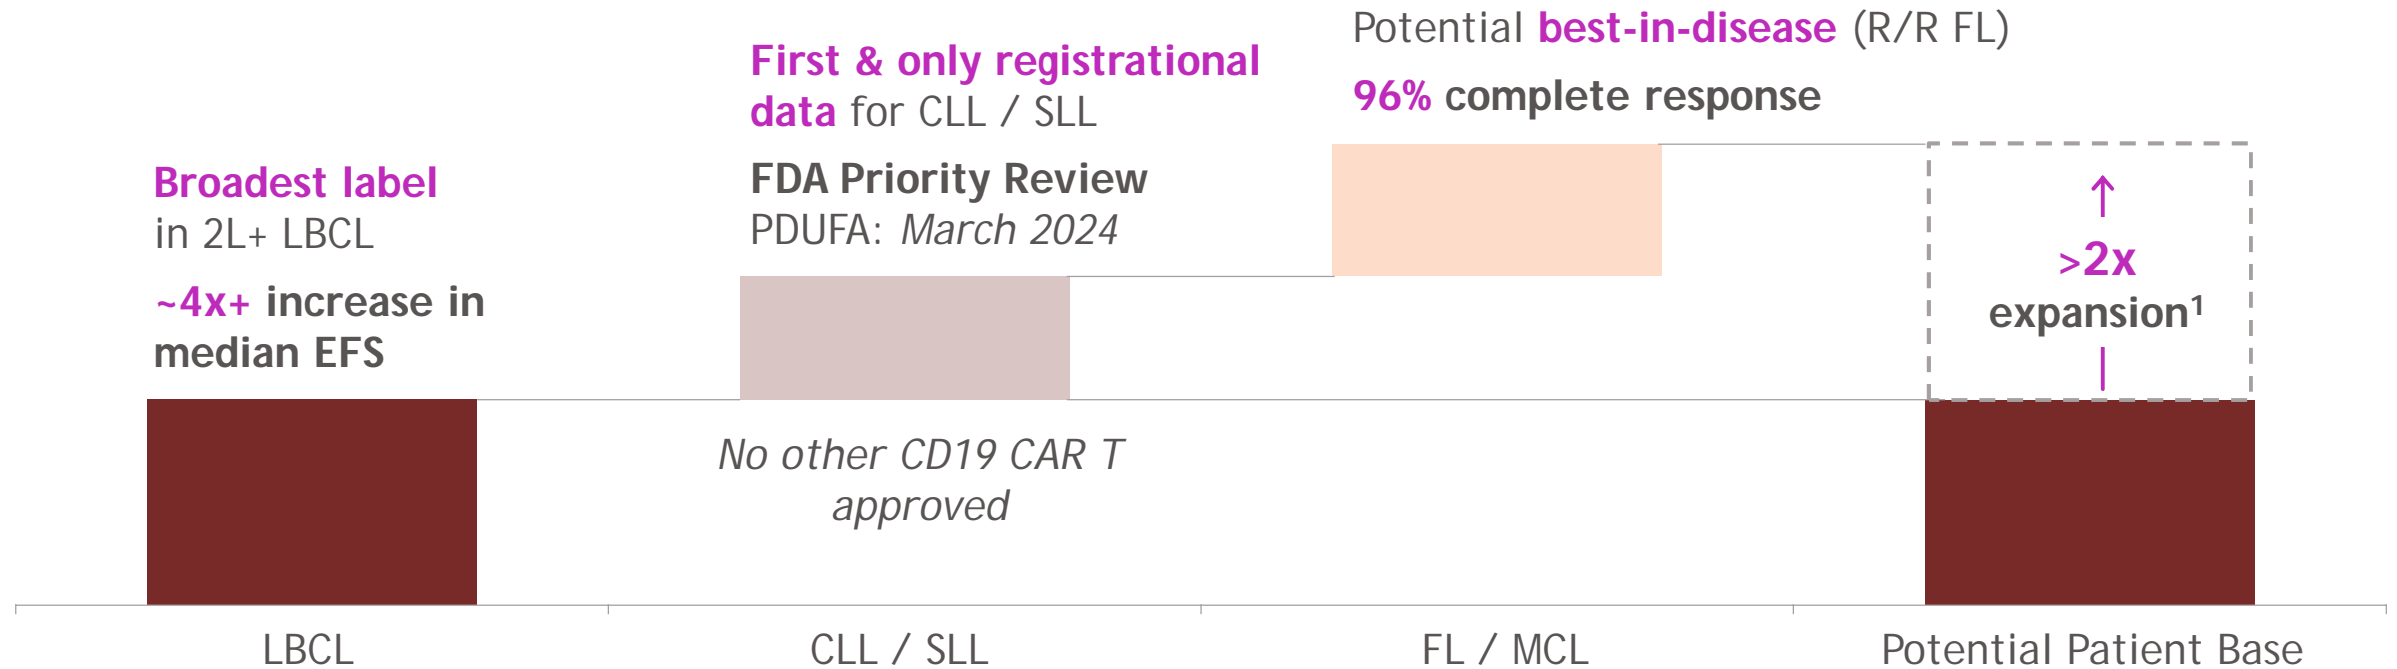 Broadest label
in 2L+ LBCL
~4x+ increase in
median EFS
First & only registrational
data for CLL / SLL
FDA Priority Review
PDUFA: March 2024
No other CD19 CAR T
approved
Potential best-in-disease (R/R FL)
96% complete response
>2x
expansion¹
LBCL
CLL / SLL
FL / MCL
Potential Patient Base